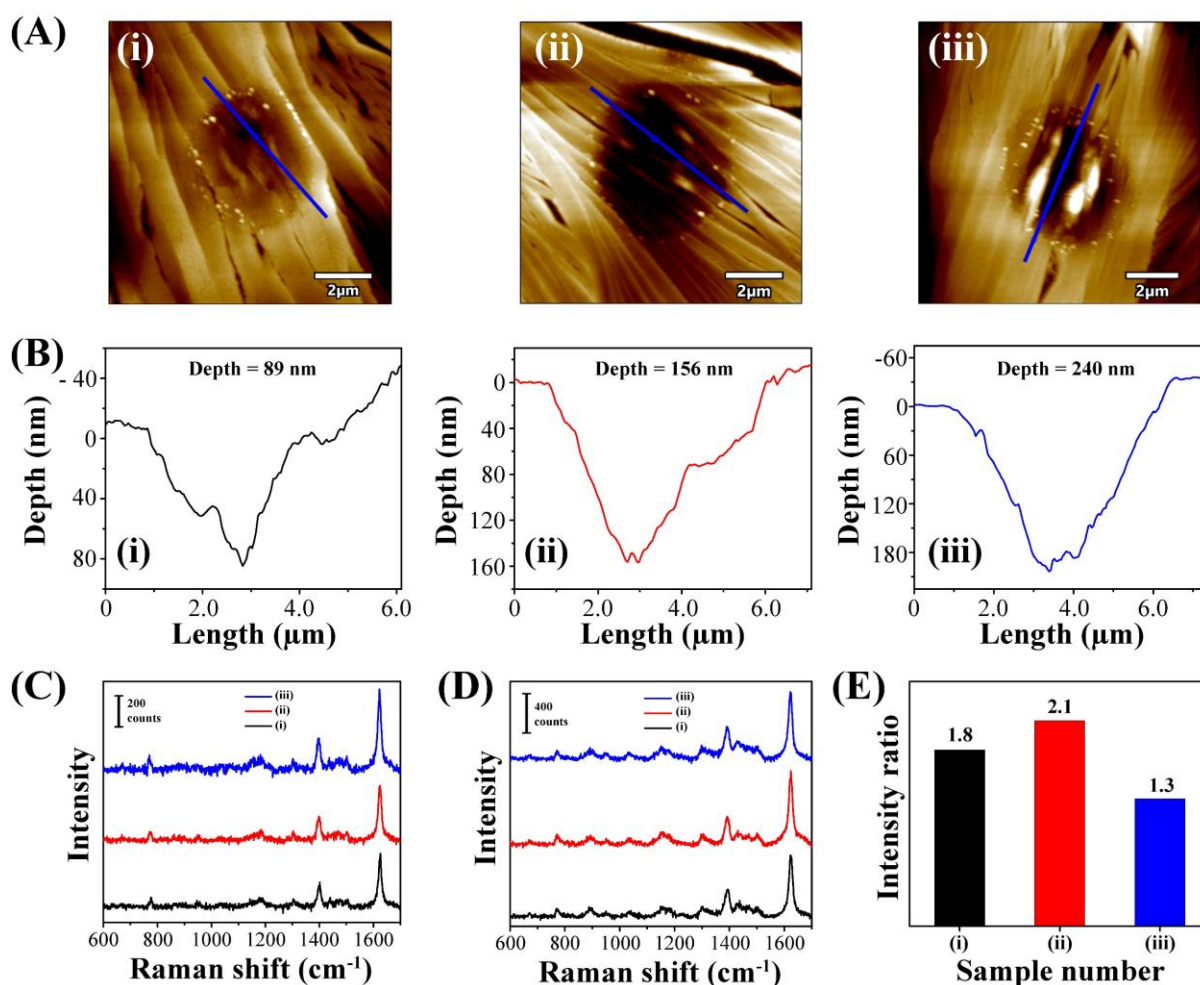 (A)
(i)
(ii)
(iii)
2μm
2μm
2μm
(B)
Depth = 89 nm
Depth (nm)
- 40
0
40
80
(i)
0
2.0
4.0
6.0
Length (μm)
Depth = 156 nm
Depth (nm)
0
40
80
120
160
(ii)
0
2.0
4.0
6.0
Length (μm)
Depth = 240 nm
Depth (nm)
-60
0
60
120
180
(iii)
0
2.0
4.0
6.0
Length (μm)
(C)
200
counts
(iii)
(ii)
(i)
Intensity
600
800
1000
1200
1400
1600
Raman shift (cm⁻¹)
(D)
400
counts
(iii)
(ii)
(i)
Intensity
600
800
1000
1200
1400
1600
Raman shift (cm⁻¹)
(E)
Intensity ratio
1.8
2.1
1.3
(i)
(ii)
(iii)
Sample number